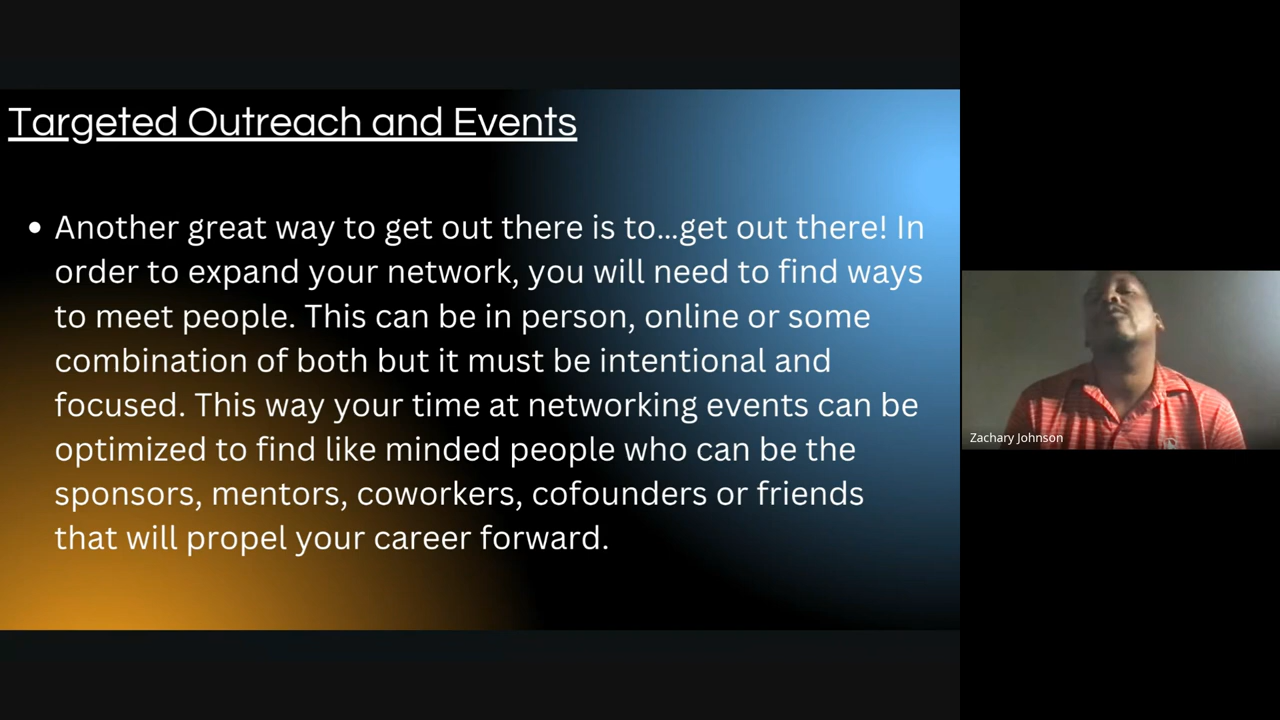 Targeted Outreach and Events
• Another great way to get out there is to...get out there! In
order to expand your network, you will need to find ways
to meet people. This can be in person, online or some
combination of both but it must be intentional and
focused. This way your time at networking events can be
optimized to find like minded people who can be the
sponsors, mentors, coworkers, cofounders or friends
that will propel your career forward.
Zachary Johnson